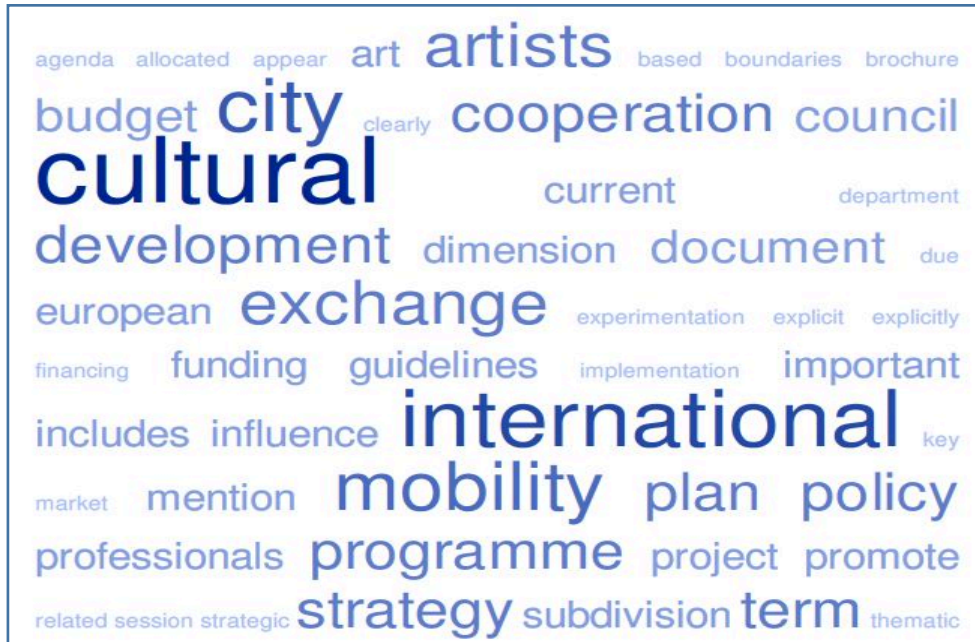 agenda allocated appear art artists based boundaries brochure
budget city clearly cooperation council
cultural current department
development dimension document due
european exchange experimentation explicit explicitly
financing funding guidelines implementation important
includes influence international key
market mention mobility plan policy
professionals programme project promote
related session strategic strategy subdivision term thematic